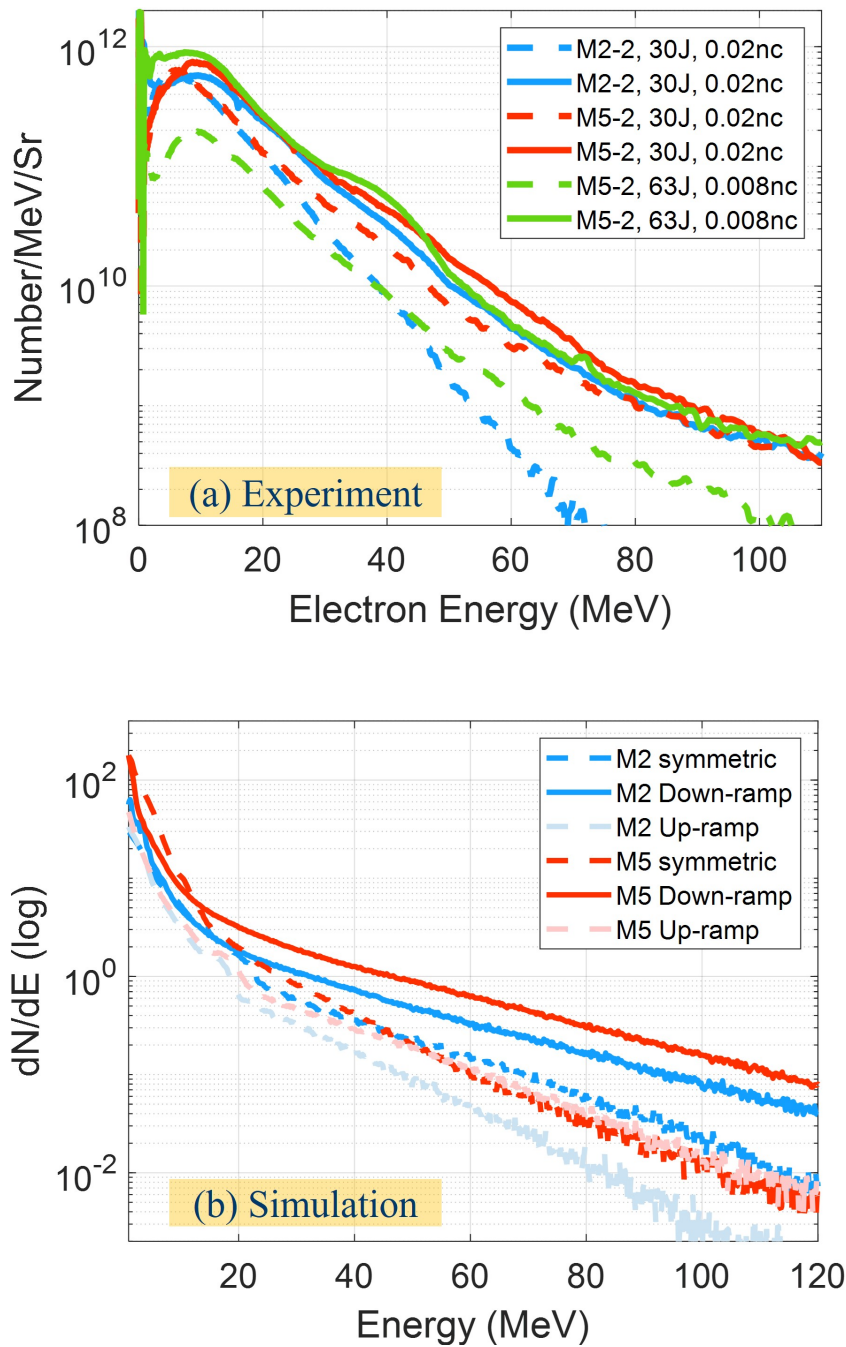 10^12
10^10
10^8
Number/MeV/Sr
M2-2, 30J, 0.02nc
M2-2, 30J, 0.02nc
M5-2, 30J, 0.02nc
M5-2, 30J, 0.02nc
M5-2, 63J, 0.008nc
M5-2, 63J, 0.008nc
(a) Experiment
0 20 40 60 80 100
Electron Energy (MeV)
10^2
10^0
10^-2
dN/dE (log)
M2 symmetric
M2 Down-ramp
M2 Up-ramp
M5 symmetric
M5 Down-ramp
M5 Up-ramp
(b) Simulation
20 40 60 80 100 120
Energy (MeV)